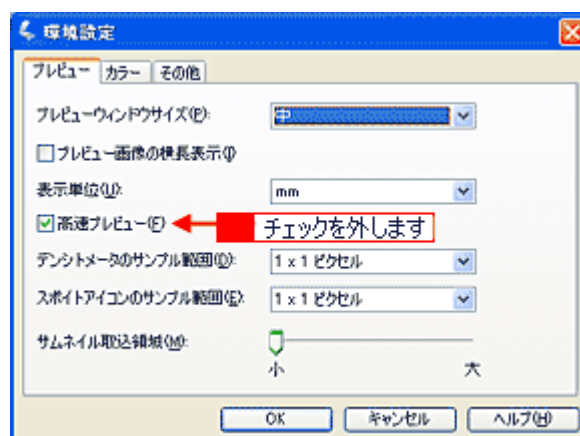 環境設定
プレビュー カラー その他
プレビューウィンドウサイズ(P): 中
プレビュー画像の横長表示(I)
表示単位(U): mm
高速プレビュー(F) チェックを外します
デンシトメータのサンプル範囲(D): 1 x 1 ピクセル
スポイトアイコンのサンプル範囲(E): 1 x 1 ピクセル
サムネイル取込領域(M):
小 大
OK キャンセル ヘルプ(H)